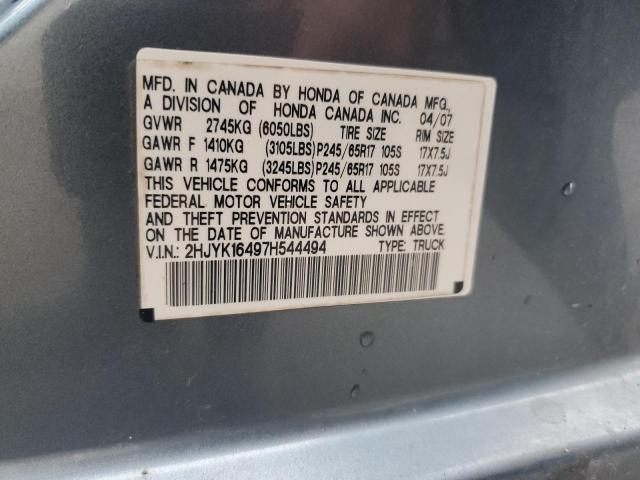 MFD. IN CANADA BY HONDA OF CANADA MFG.,
A DIVISION OF HONDA CANADA INC. 04/07
GVWR 2745KG (6050LBS) TIRE SIZE RIM SIZE
GAWR F 1410KG (3105LBS) P245/65R17 105S 17X7.5J
GAWR R 1475KG (3245LBS) P245/65R17 105S 17X7.5J
THIS VEHICLE CONFORMS TO ALL APPLICABLE
FEDERAL MOTOR VEHICLE SAFETY
AND THEFT PREVENTION STANDARDS IN EFFECT
ON THE DATE OF MANUFACTURE SHOWN ABOVE.
V.I.N.: 2HJYK16497H544494 TYPE: TRUCK